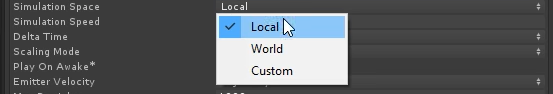 Simulation Space Local
Simulation Speed
Local
Delta Time
World
Scaling Mode
Play On Awake*
Custom
Emitter Velocity